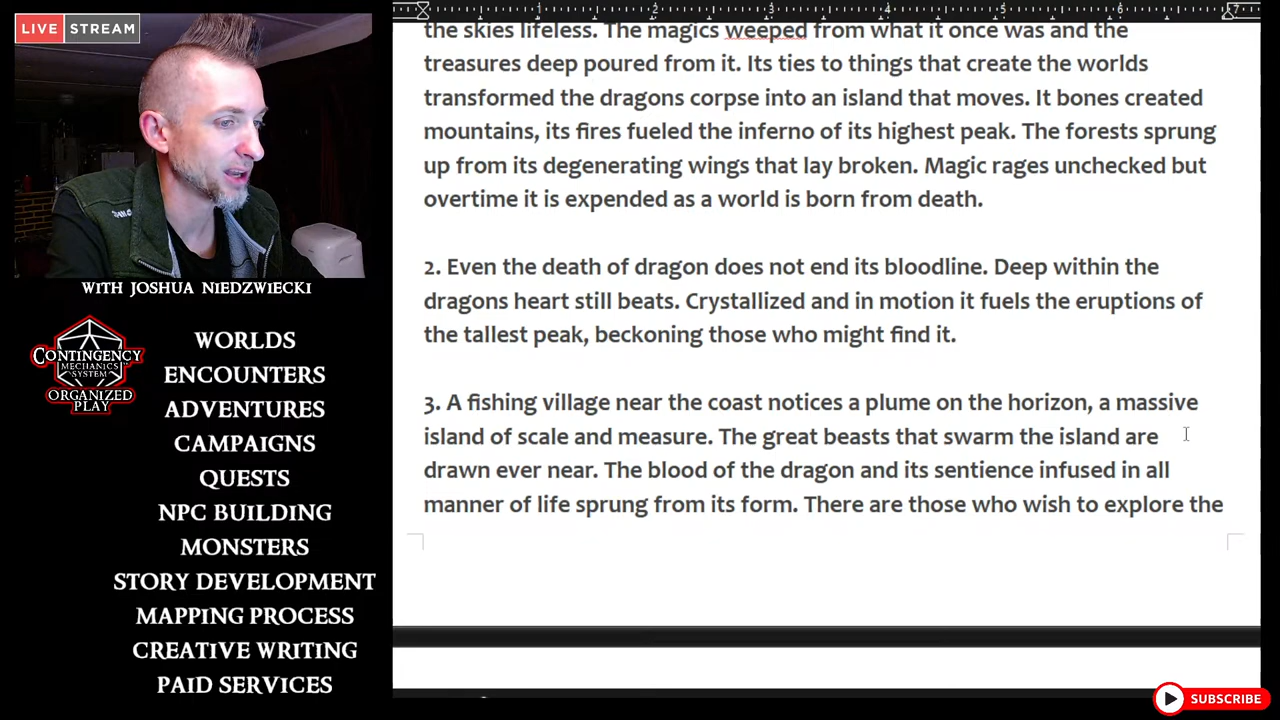 LIVE STREAM
WITH JOSHUA NIEDZWIECKI
CONTINGENCY
MECHANICS
SYSTEM
ORGANIZED
PLAY
WORLDS
ENCOUNTERS
ADVENTURES
CAMPAIGNS
QUESTS
NPC BUILDING
MONSTERS
STORY DEVELOPMENT
MAPPING PROCESS
CREATIVE WRITING
PAID SERVICES
1 2 3 4 5 6 7
the skies lifeless. The magics weeped from what it once was and the
treasures deep poured from it. Its ties to things that create the worlds
transformed the dragons corpse into an island that moves. It bones created
mountains, its fires fueled the inferno of its highest peak. The forests sprung
up from its degenerating wings that lay broken. Magic rages unchecked but
overtime it is expended as a world is born from death.
2. Even the death of dragon does not end its bloodline. Deep within the
dragons heart still beats. Crystallized and in motion it fuels the eruptions of
the tallest peak, beckoning those who might find it.
3. A fishing village near the coast notices a plume on the horizon, a massive
island of scale and measure. The great beasts that swarm the island are
drawn ever near. The blood of the dragon and its sentience infused in all
manner of life sprung from its form. There are those who wish to explore the
SUBSCRIBE